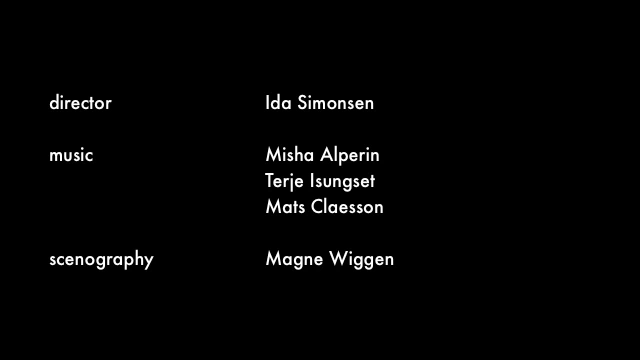 director Ida Simonsen
music Misha Alperin
Terje Isungset
Mats Claesson
scenography Magne Wiggen